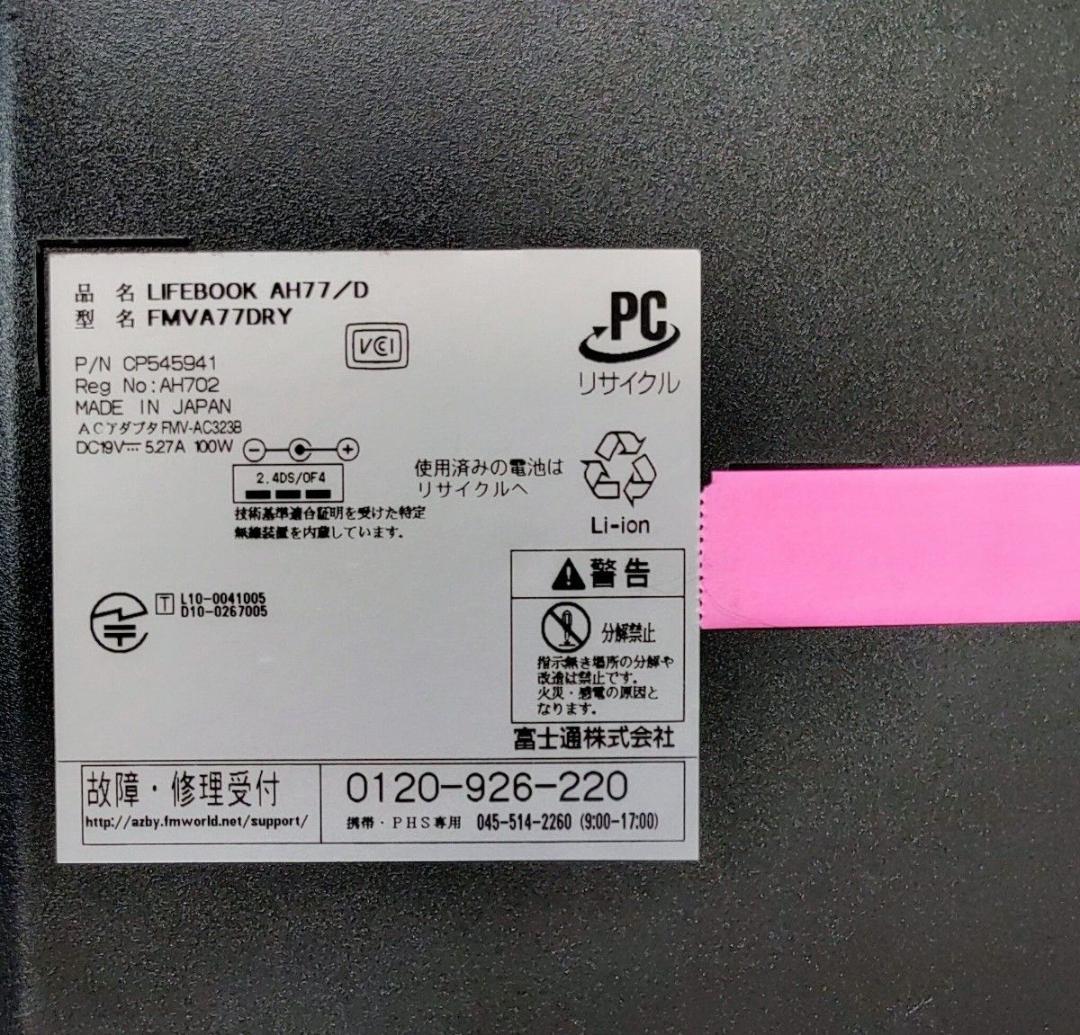 品 名 LIFEBOOK AH77/D
型 名 FMVA77DRY
VCCI
P/N CP545941
Reg No:AH702
MADE IN JAPAN
ACアダプタ FMV-AC323B
DC19V⎓ 5.27A 100W
2.4DS/OF4
技術基準適合証明を受けた特定
無線装置を内蔵しています。
PC
リサイクル
使用済みの電池は
リサイクルへ
Li-ion
T L10-0041005
D10-0267005
警告
分解禁止
指示無き場所の分解や
改造は禁止です。
火災・感電の原因と
なります。
富士通株式会社
故障・修理受付
http://azby.fmworld.net/support/
0120-926-220
携帯・PHS専用 045-514-2260 (9:00-17:00)